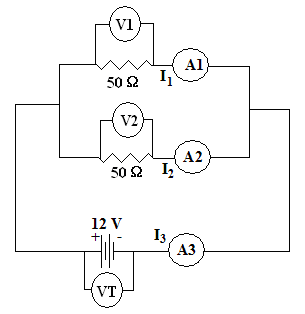 V1
50 Ω I₁ A1
V2
50 Ω I₂ A2
12 V
+ - I₃ A3
VT